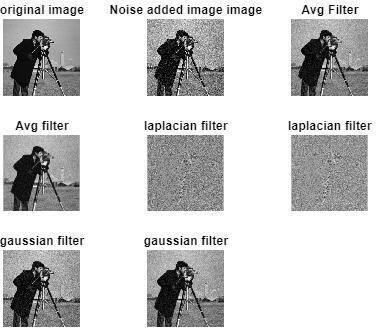 original image
Noise added image image
Avg Filter
Avg filter
laplacian filter
laplacian filter
gaussian filter
gaussian filter